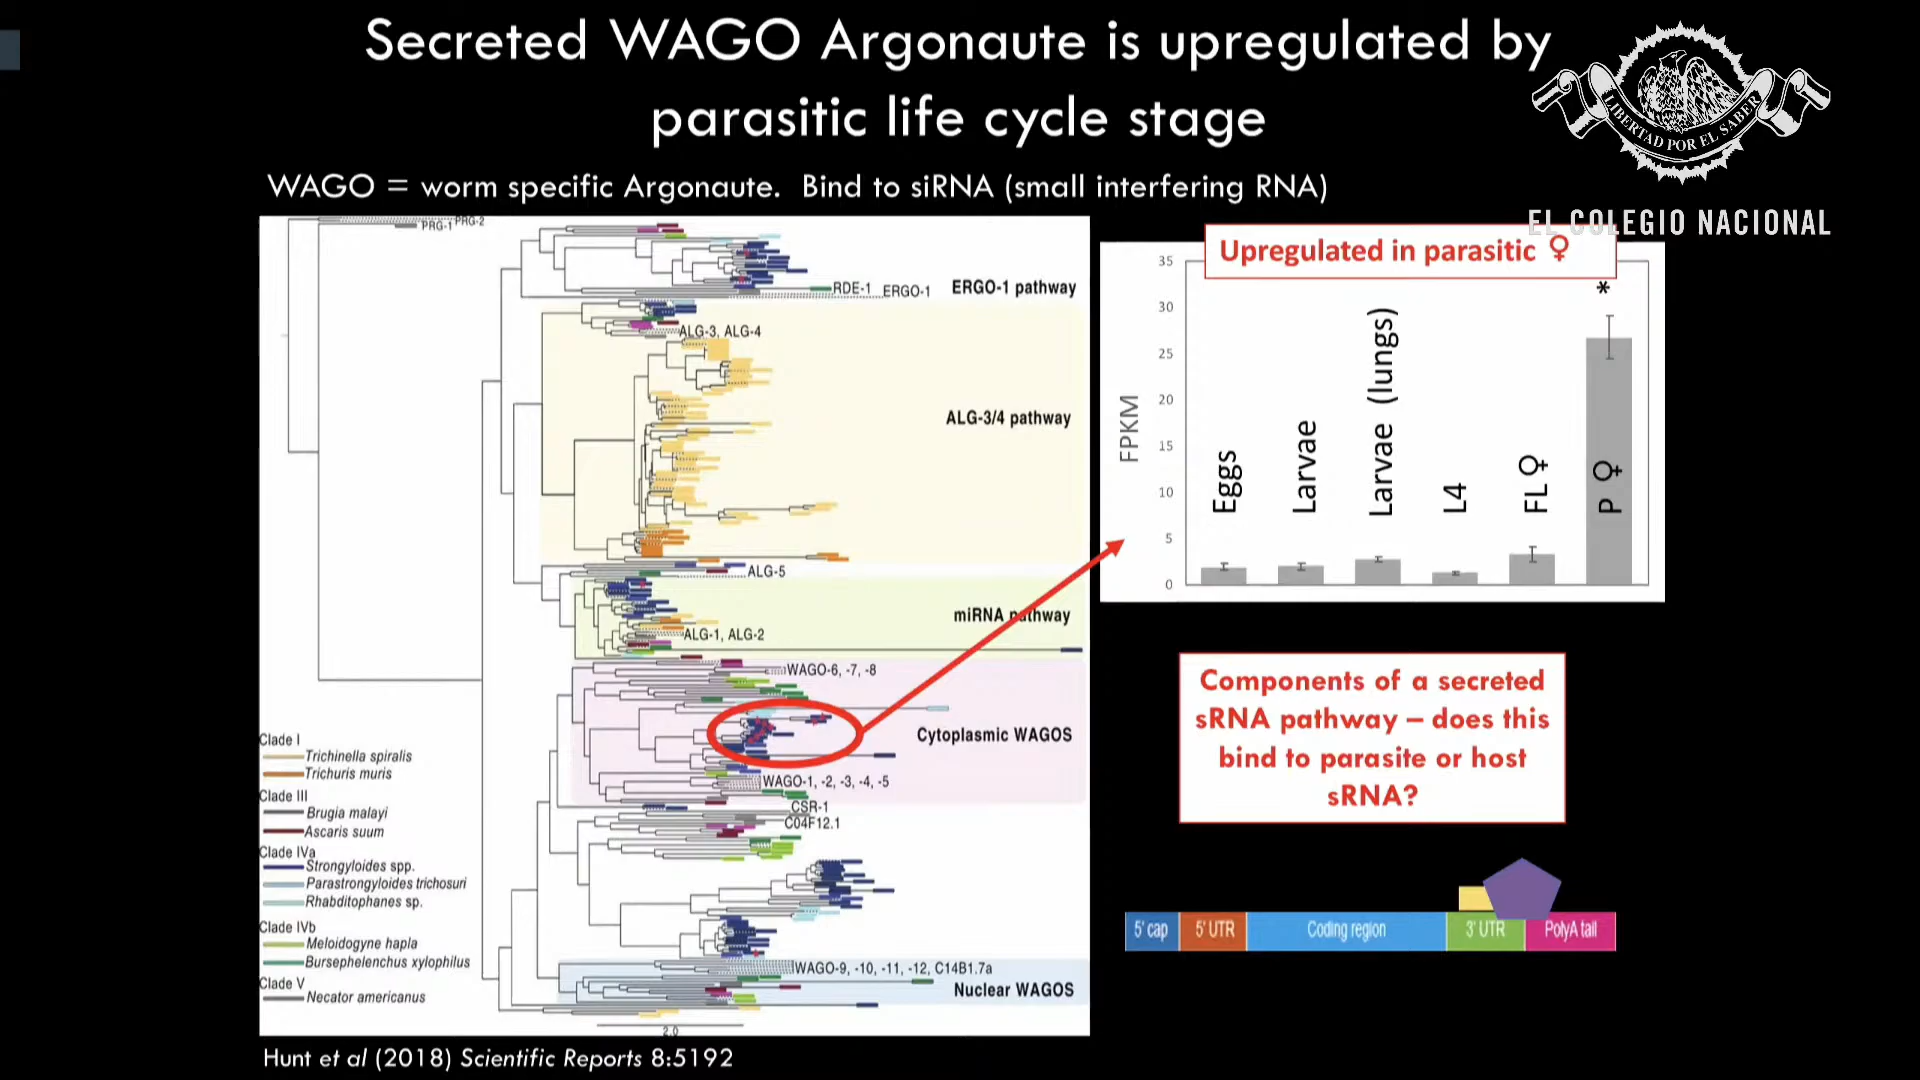 Secreted WAGO Argonaute is upregulated by
parasitic life cycle stage
LIBERTAD POR EL SABER
EL COLEGIO NACIONAL
WAGO = worm specific Argonaute. Bind to siRNA (small interfering RNA)
PRG-2
PRG-1
RDE-1
ERGO-1
ERGO-1 pathway
ALG-3, ALG-4
ALG-3/4 pathway
ALG-5
miRNA pathway
ALG-1, ALG-2
WAGO-6, -7, -8
Cytoplasmic WAGOS
WAGO-1, -2, -3, -4, -5
CSR-1
C04F12.1
WAGO-9, -10, -11, -12, C14B1.7a
Nuclear WAGOS
2.0
Clade I
Trichinella spiralis
Trichuris muris
Clade III
Brugia malayi
Ascaris suum
Clade IVa
Strongyloides spp.
Parastrongyloides trichosuri
Rhabditophanes sp.
Clade IVb
Meloidogyne hapla
Bursephelenchus xylophilus
Clade V
Necator americanus
Hunt et al (2018) Scientific Reports 8:5192
Upregulated in parasitic ♀
FPKM
35
30
25
20
15
10
5
0
Eggs
Larvae
Larvae (lungs)
L4
FL ♀
P ♀
*
Components of a secreted
sRNA pathway – does this
bind to parasite or host
sRNA?
5' cap
5' UTR
Coding region
3' UTR
PolyA tail